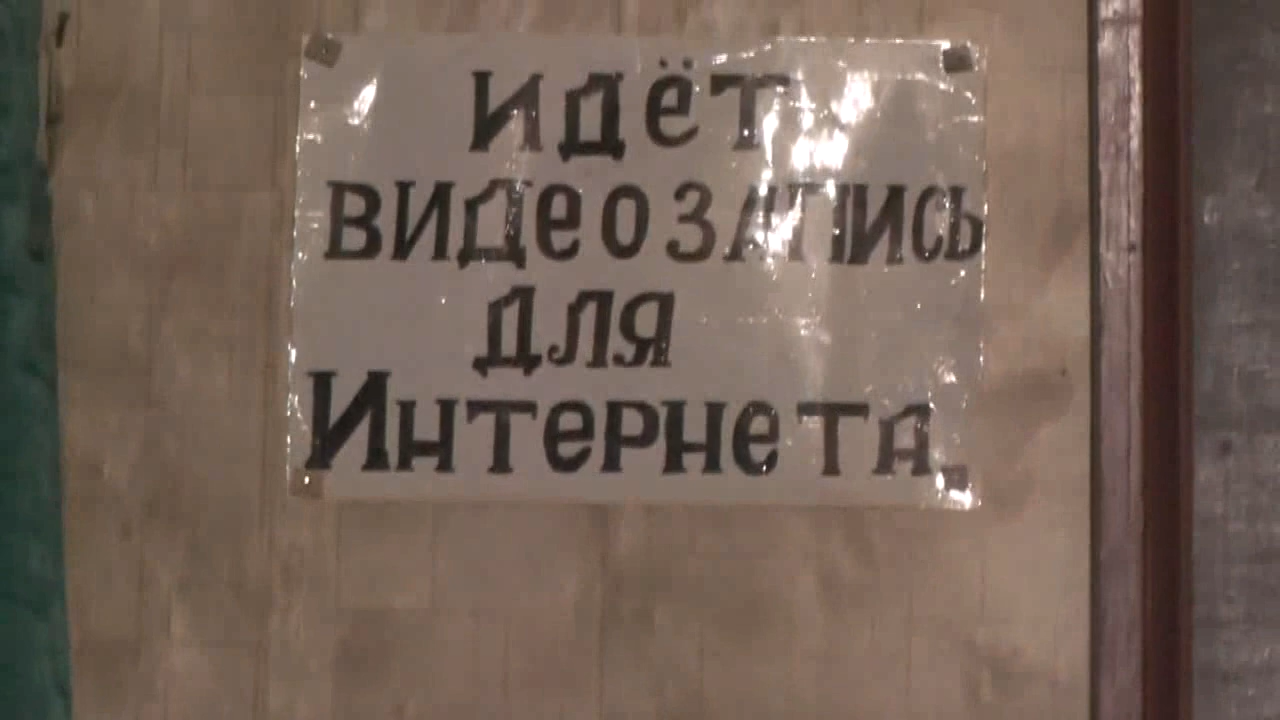 идёт
видеозапись
для
Интернета.